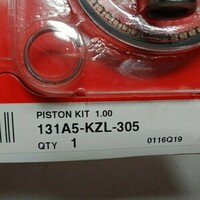 PISTON KIT 1.00
131A5-KZL-305
QTY 1 0116Q19